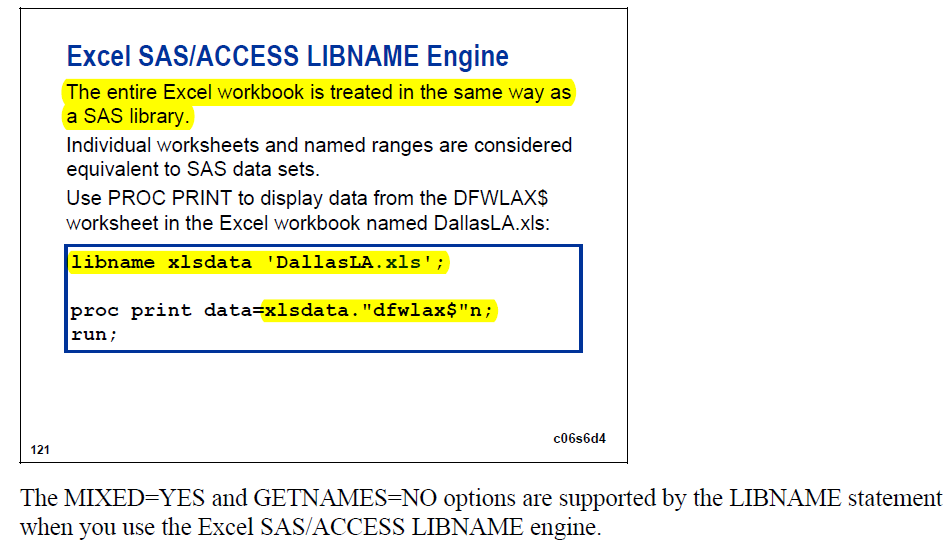 Excel SAS/ACCESS LIBNAME Engine
The entire Excel workbook is treated in the same way as
a SAS library.
Individual worksheets and named ranges are considered
equivalent to SAS data sets.
Use PROC PRINT to display data from the DFWLAX$
worksheet in the Excel workbook named DallasLA.xls:
libname xlsdata 'DallasLA.xls';
proc print data=xlsdata."dfwlax$"n;
run;
c06s6d4
121
The MIXED=YES and GETNAMES=NO options are supported by the LIBNAME statement
when you use the Excel SAS/ACCESS LIBNAME engine.